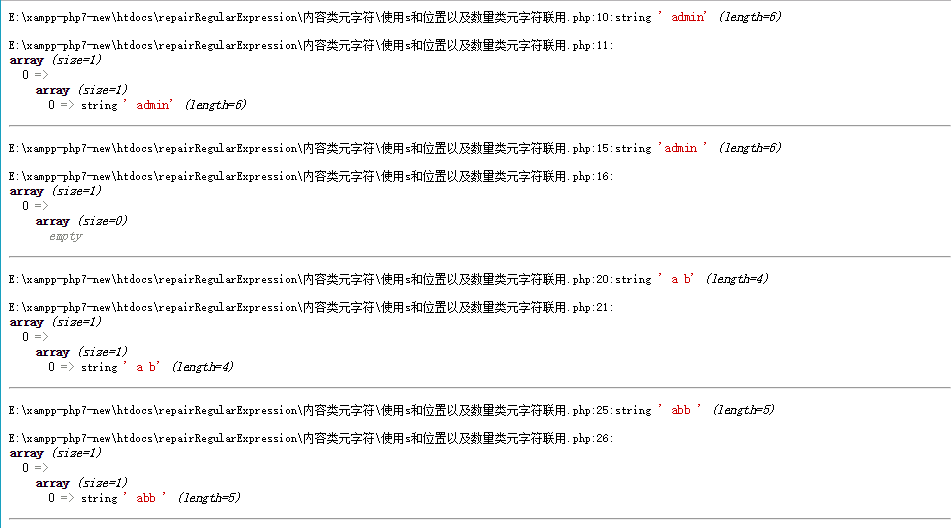 E:\xampp-php7-new\htdocs\repairRegularExpression\内容类元字符\使用s和位置以及数量类元字符联用.php:10:string ' admin' (length=6)
E:\xampp-php7-new\htdocs\repairRegularExpression\内容类元字符\使用s和位置以及数量类元字符联用.php:11:
array (size=1)
0 =>
array (size=1)
0 => string ' admin' (length=6)
E:\xampp-php7-new\htdocs\repairRegularExpression\内容类元字符\使用s和位置以及数量类元字符联用.php:15:string 'admin ' (length=6)
E:\xampp-php7-new\htdocs\repairRegularExpression\内容类元字符\使用s和位置以及数量类元字符联用.php:16:
array (size=1)
0 =>
array (size=0)
empty
E:\xampp-php7-new\htdocs\repairRegularExpression\内容类元字符\使用s和位置以及数量类元字符联用.php:20:string ' a b' (length=4)
E:\xampp-php7-new\htdocs\repairRegularExpression\内容类元字符\使用s和位置以及数量类元字符联用.php:21:
array (size=1)
0 =>
array (size=1)
0 => string ' a b' (length=4)
E:\xampp-php7-new\htdocs\repairRegularExpression\内容类元字符\使用s和位置以及数量类元字符联用.php:25:string ' abb ' (length=5)
E:\xampp-php7-new\htdocs\repairRegularExpression\内容类元字符\使用s和位置以及数量类元字符联用.php:26:
array (size=1)
0 =>
array (size=1)
0 => string ' abb ' (length=5)